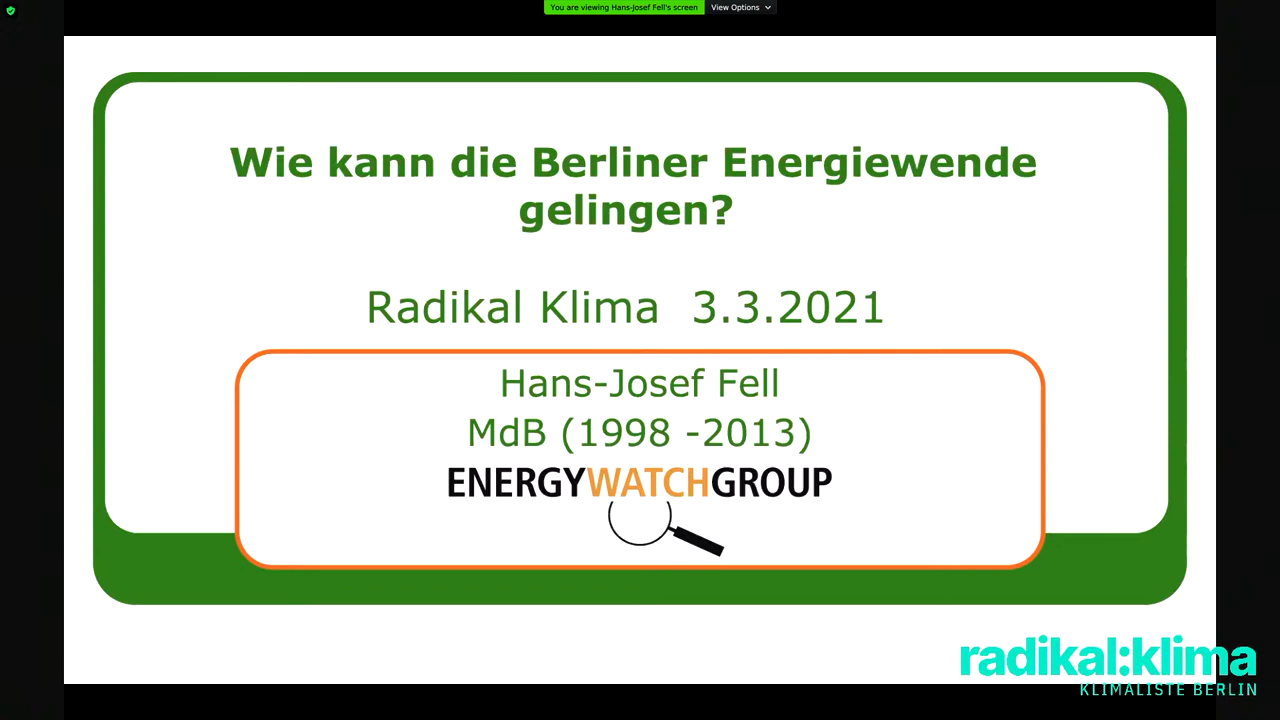 You are viewing Hans-Josef Fell's screen
View Options
Wie kann die Berliner Energiewende
gelingen?
Radikal Klima 3.3.2021
Hans-Josef Fell
MdB (1998 -2013)
ENERGYWATCHGROUP
radikal:klima
KLIMALISTE BERLIN